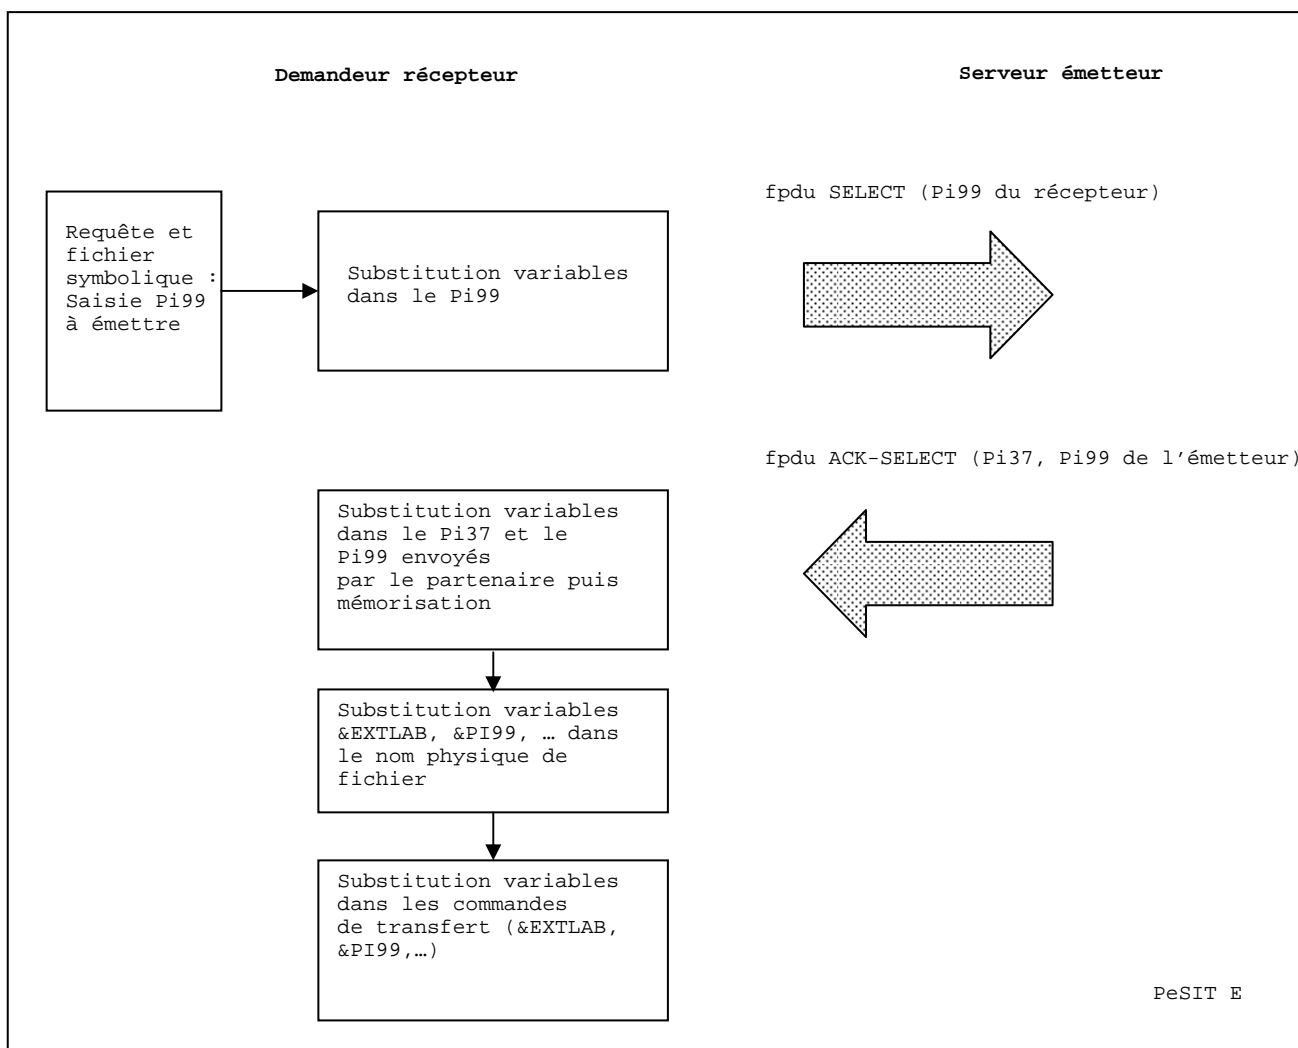 Demandeur récepteur
Serveur émetteur
fpdu SELECT (Pi99 du récepteur)
Requête et
fichier
symbolique :
Saisie Pi99
à émettre
Substitution variables
dans le Pi99
fpdu ACK-SELECT (Pi37, Pi99 de l’émetteur)
Substitution variables
dans le Pi37 et le
Pi99 envoyés
par le partenaire puis
mémorisation
Substitution variables
&EXTLAB, &PI99, … dans
le nom physique de
fichier
Substitution variables
dans les commandes
de transfert (&EXTLAB,
&PI99,…)
PeSIT E